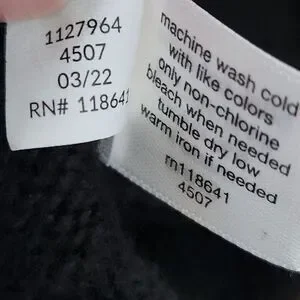 1127964
4507
03/22
RN# 118641
machine wash cold
with like colors
only non-chlorine
bleach when needed
tumble dry low
warm iron if needed
rn118641
4507